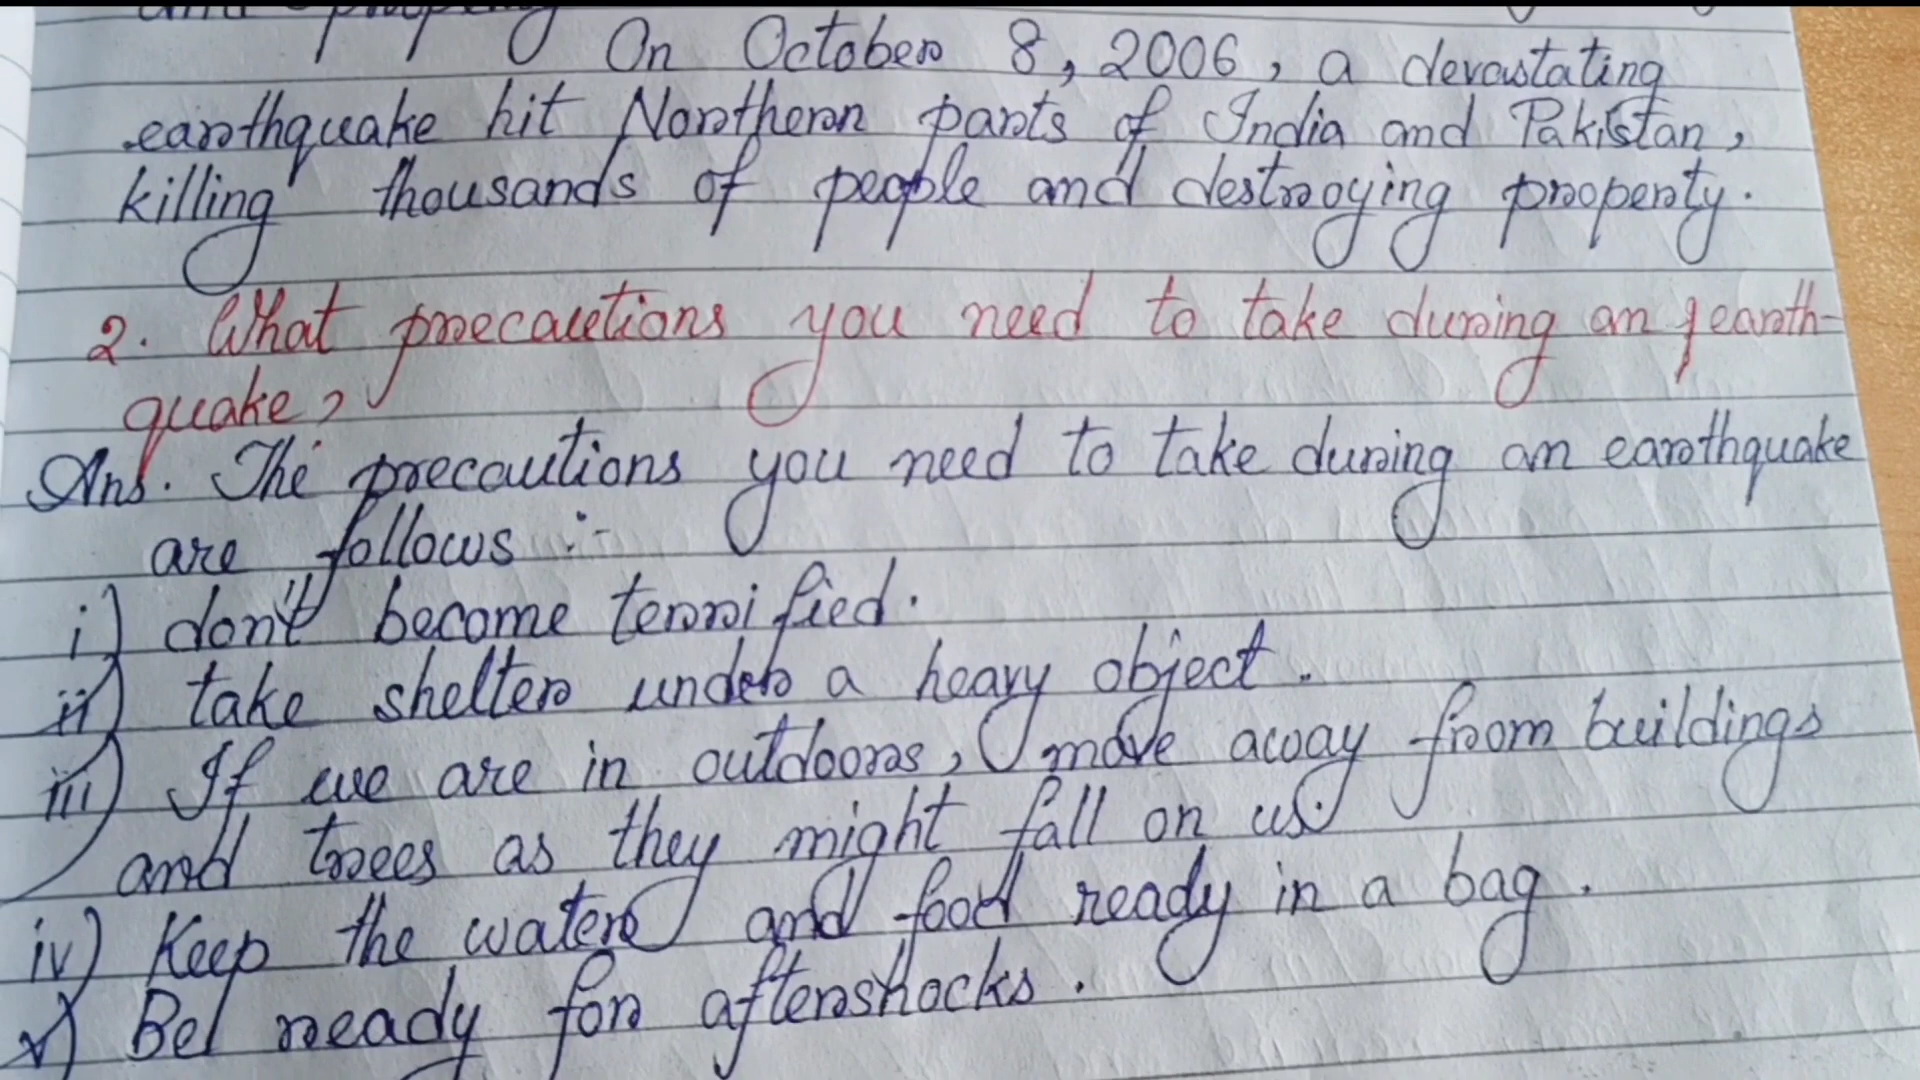 and property
On October 8, 2006, a devastating
earthquake hit Northern parts of India and Pakistan,
killing thousands of people and destroying property.
2. What precautions you need to take during an earth-
quake?
Ans. The precautions you need to take during an earthquake
are follows :-
i) don't become terrified.
ii) take shelter under a heavy object.
iii) If we are in outdoors, move away from buildings
and trees as they might fall on us.
iv) Keep the water and food ready in a bag.
v) Be ready for aftershocks.